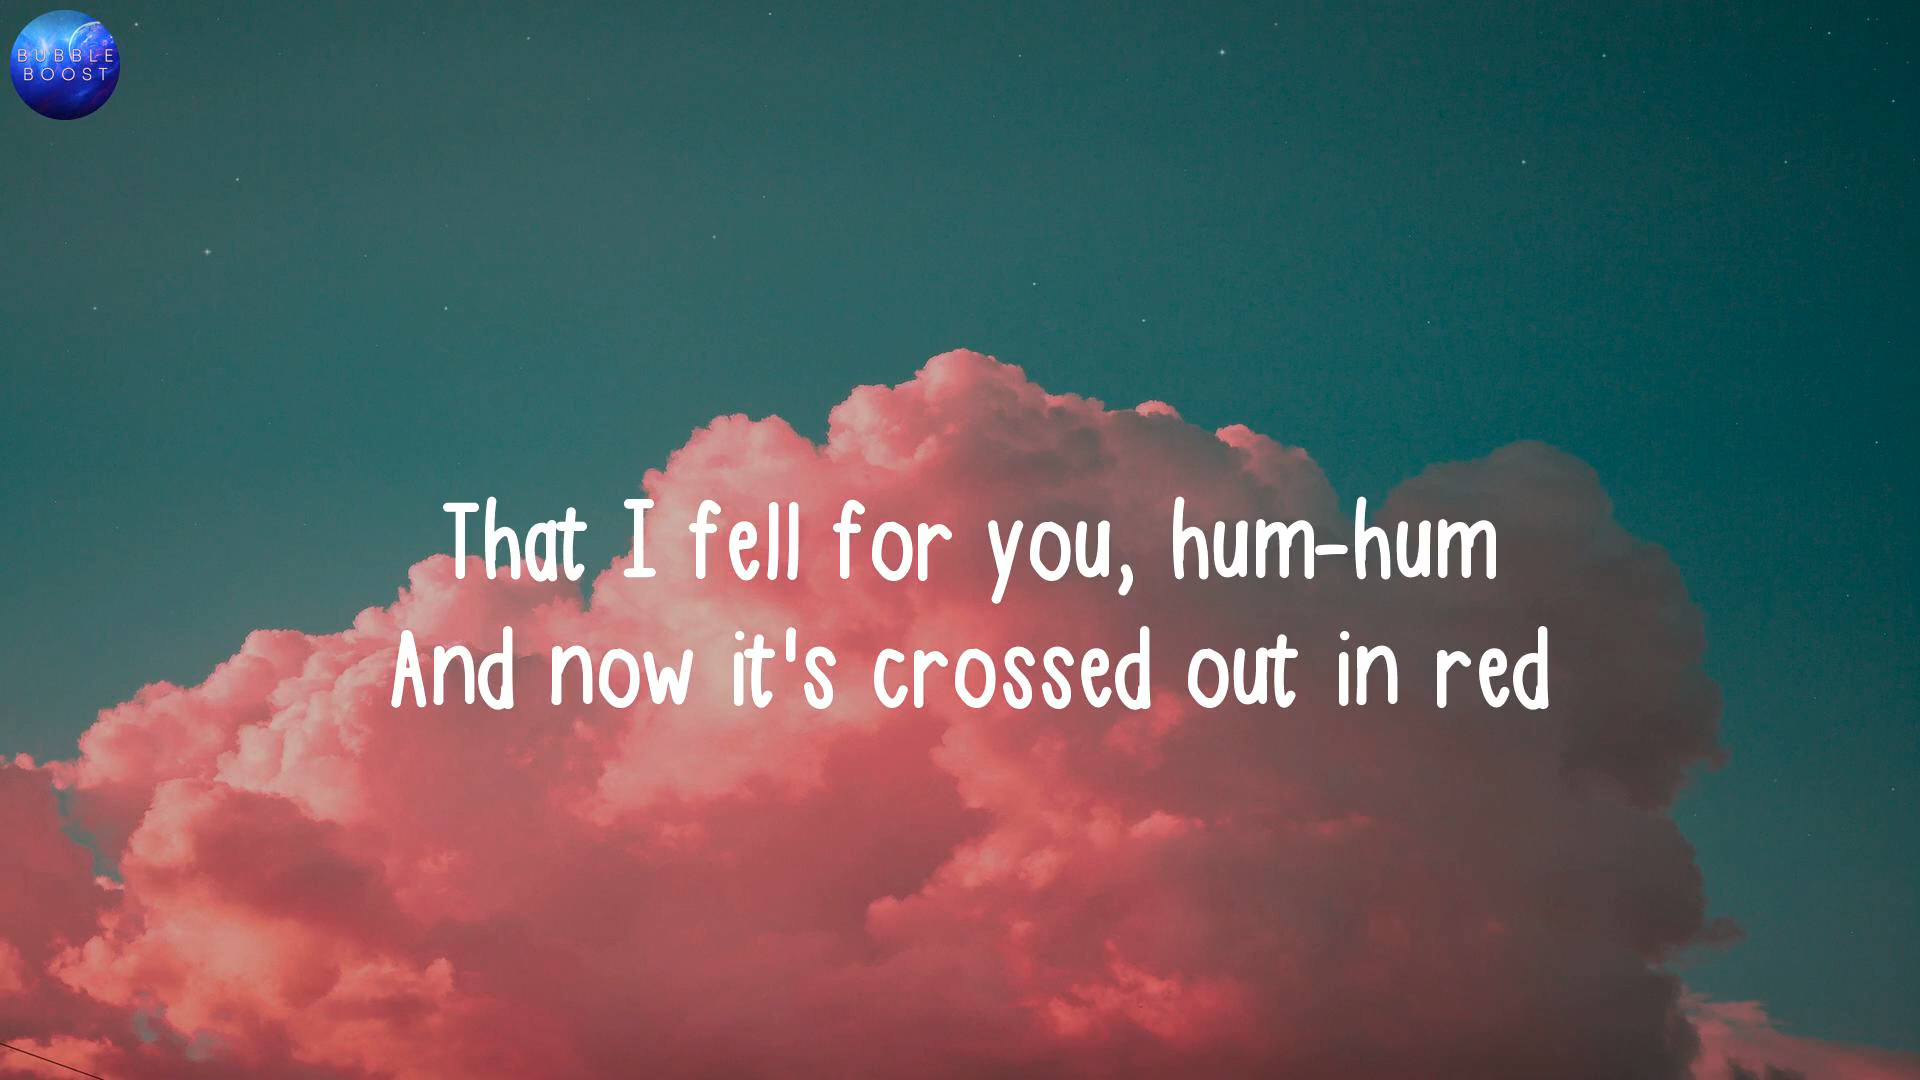 BUBBLE
BOOST
That I fell for you, hum-hum
And now it's crossed out in red